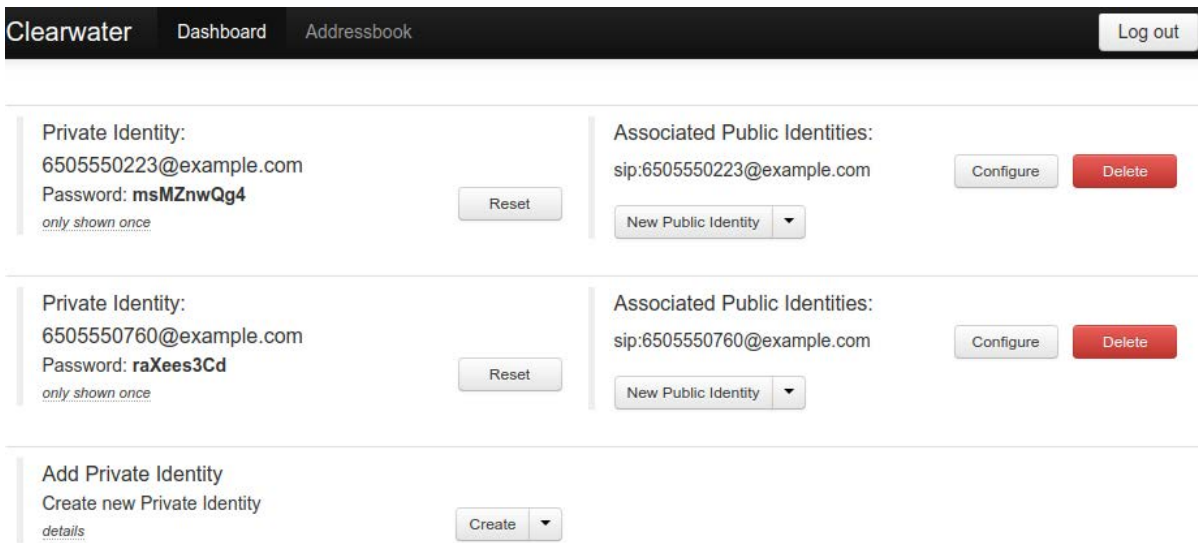 Clearwater Dashboard Addressbook Log out
Private Identity:
6505550223@example.com
Password: msMZnwQg4
only shown once
Reset
Associated Public Identities:
sip:6505550223@example.com
Configure
Delete
New Public Identity
Private Identity:
6505550760@example.com
Password: raXees3Cd
only shown once
Reset
Associated Public Identities:
sip:6505550760@example.com
Configure
Delete
New Public Identity
Add Private Identity
Create new Private Identity
details
Create